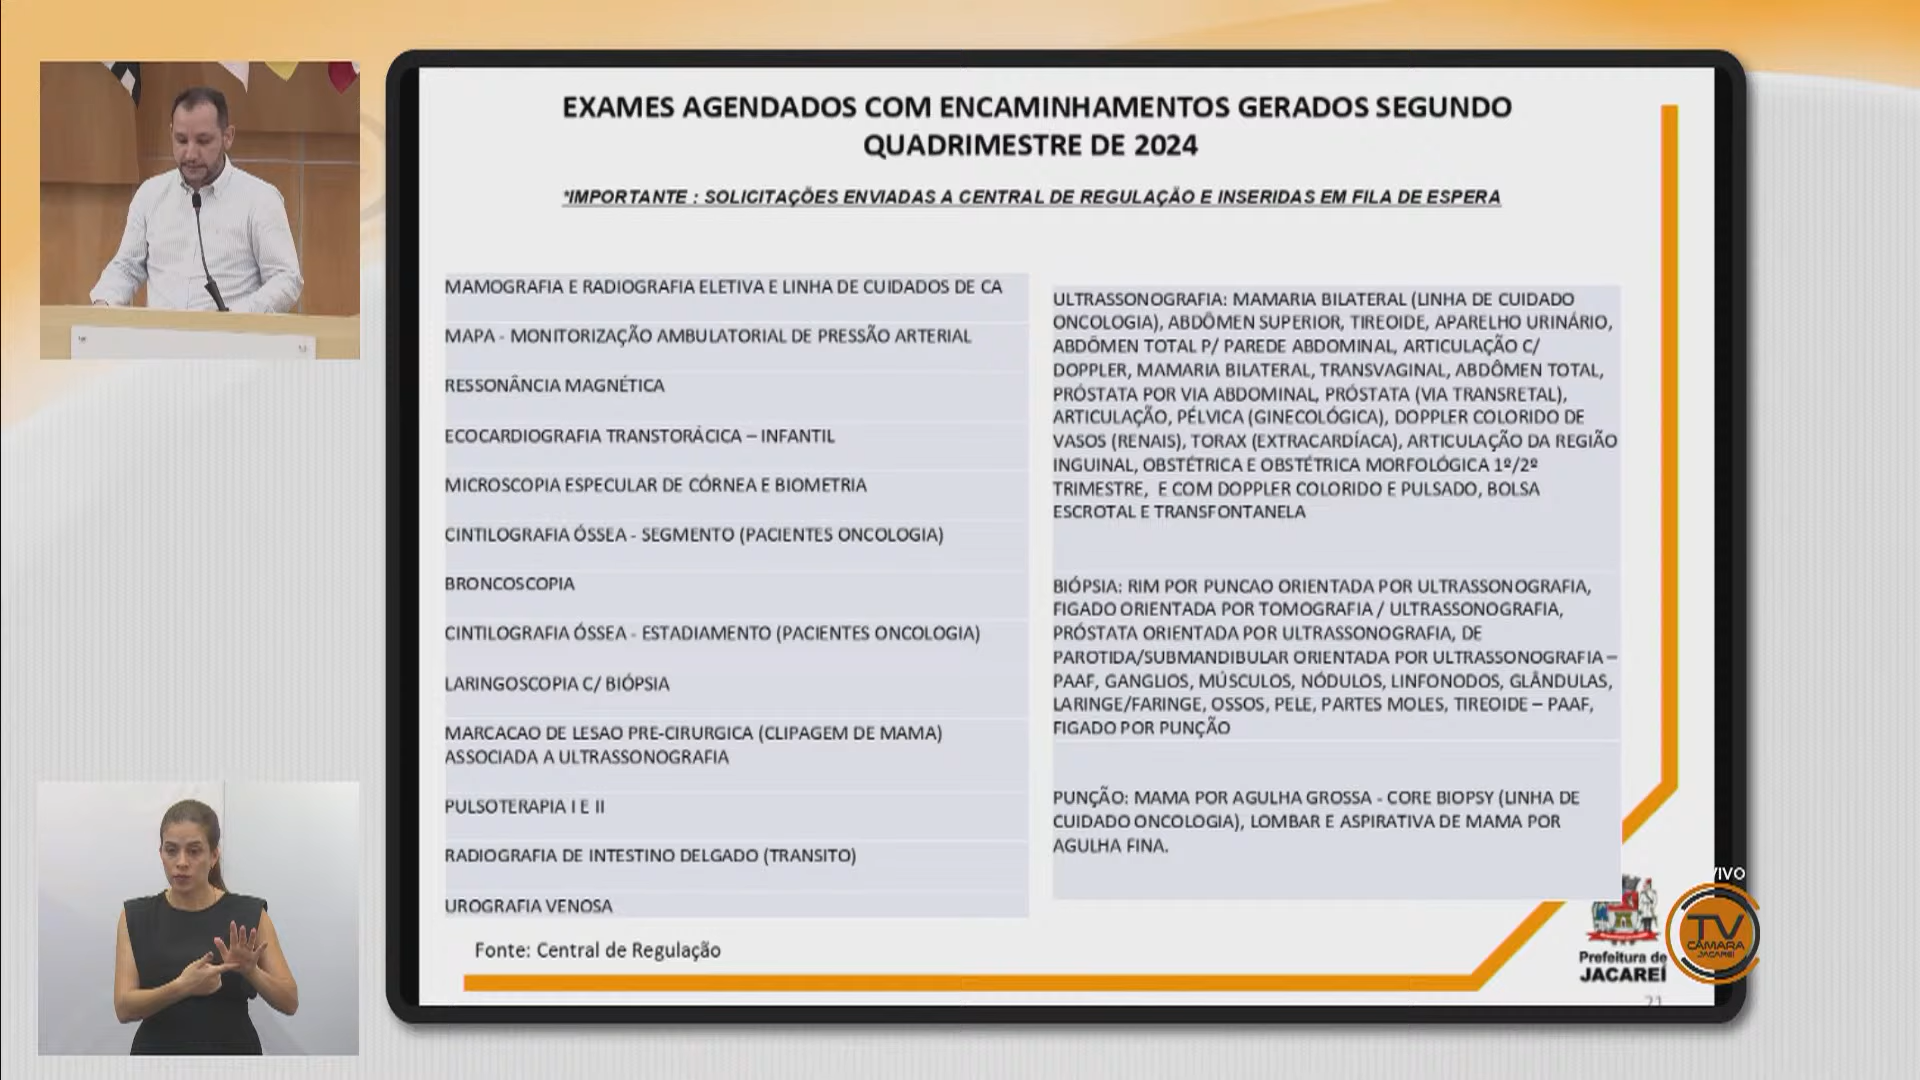 EXAMES AGENDADOS COM ENCAMINHAMENTOS GERADOS SEGUNDO
QUADRIMESTRE DE 2024
*IMPORTANTE : SOLICITAÇÕES ENVIADAS A CENTRAL DE REGULAÇÃO E INSERIDAS EM FILA DE ESPERA
MAMOGRAFIA E RADIOGRAFIA ELETIVA E LINHA DE CUIDADOS DE CA
MAPA - MONITORIZAÇÃO AMBULATORIAL DE PRESSÃO ARTERIAL
RESSONÂNCIA MAGNÉTICA
ECOCARDIOGRAFIA TRANSTORÁCICA – INFANTIL
MICROSCOPIA ESPECULAR DE CÓRNEA E BIOMETRIA
CINTILOGRAFIA ÓSSEA - SEGMENTO (PACIENTES ONCOLOGIA)
BRONCOSCOPIA
CINTILOGRAFIA ÓSSEA - ESTADIAMENTO (PACIENTES ONCOLOGIA)
LARINGOSCOPIA C/ BIÓPSIA
MARCACAO DE LESAO PRE-CIRURGICA (CLIPAGEM DE MAMA)
ASSOCIADA A ULTRASSONOGRAFIA
PULSOTERAPIA I E II
RADIOGRAFIA DE INTESTINO DELGADO (TRANSITO)
UROGRAFIA VENOSA
ULTRASSONOGRAFIA: MAMARIA BILATERAL (LINHA DE CUIDADO
ONCOLOGIA), ABDÔMEN SUPERIOR, TIREOIDE, APARELHO URINÁRIO,
ABDÔMEN TOTAL P/ PAREDE ABDOMINAL, ARTICULAÇÃO C/
DOPPLER, MAMARIA BILATERAL, TRANSVAGINAL, ABDÔMEN TOTAL,
PRÓSTATA POR VIA ABDOMINAL, PRÓSTATA (VIA TRANSRETAL),
ARTICULAÇÃO, PÉLVICA (GINECOLÓGICA), DOPPLER COLORIDO DE
VASOS (RENAIS), TORAX (EXTRACARDÍACA), ARTICULAÇÃO DA REGIÃO
INGUINAL, OBSTÉTRICA E OBSTÉTRICA MORFOLÓGICA 1º/2º
TRIMESTRE, E COM DOPPLER COLORIDO E PULSADO, BOLSA
ESCROTAL E TRANSFONTANELA
BIÓPSIA: RIM POR PUNCAO ORIENTADA POR ULTRASSONOGRAFIA,
FIGADO ORIENTADA POR TOMOGRAFIA / ULTRASSONOGRAFIA,
PRÓSTATA ORIENTADA POR ULTRASSONOGRAFIA, DE
PAROTIDA/SUBMANDIBULAR ORIENTADA POR ULTRASSONOGRAFIA –
PAAF, GANGLIOS, MÚSCULOS, NÓDULOS, LINFONODOS, GLÂNDULAS,
LARINGE/FARINGE, OSSOS, PELE, PARTES MOLES, TIREOIDE – PAAF,
FIGADO POR PUNÇÃO
PUNÇÃO: MAMA POR AGULHA GROSSA - CORE BIOPSY (LINHA DE
CUIDADO ONCOLOGIA), LOMBAR E ASPIRATIVA DE MAMA POR
AGULHA FINA.
Fonte: Central de Regulação
Prefeitura de
JACAREÍ
21
VIVO
TV
CÂMARA
JACAREÍ